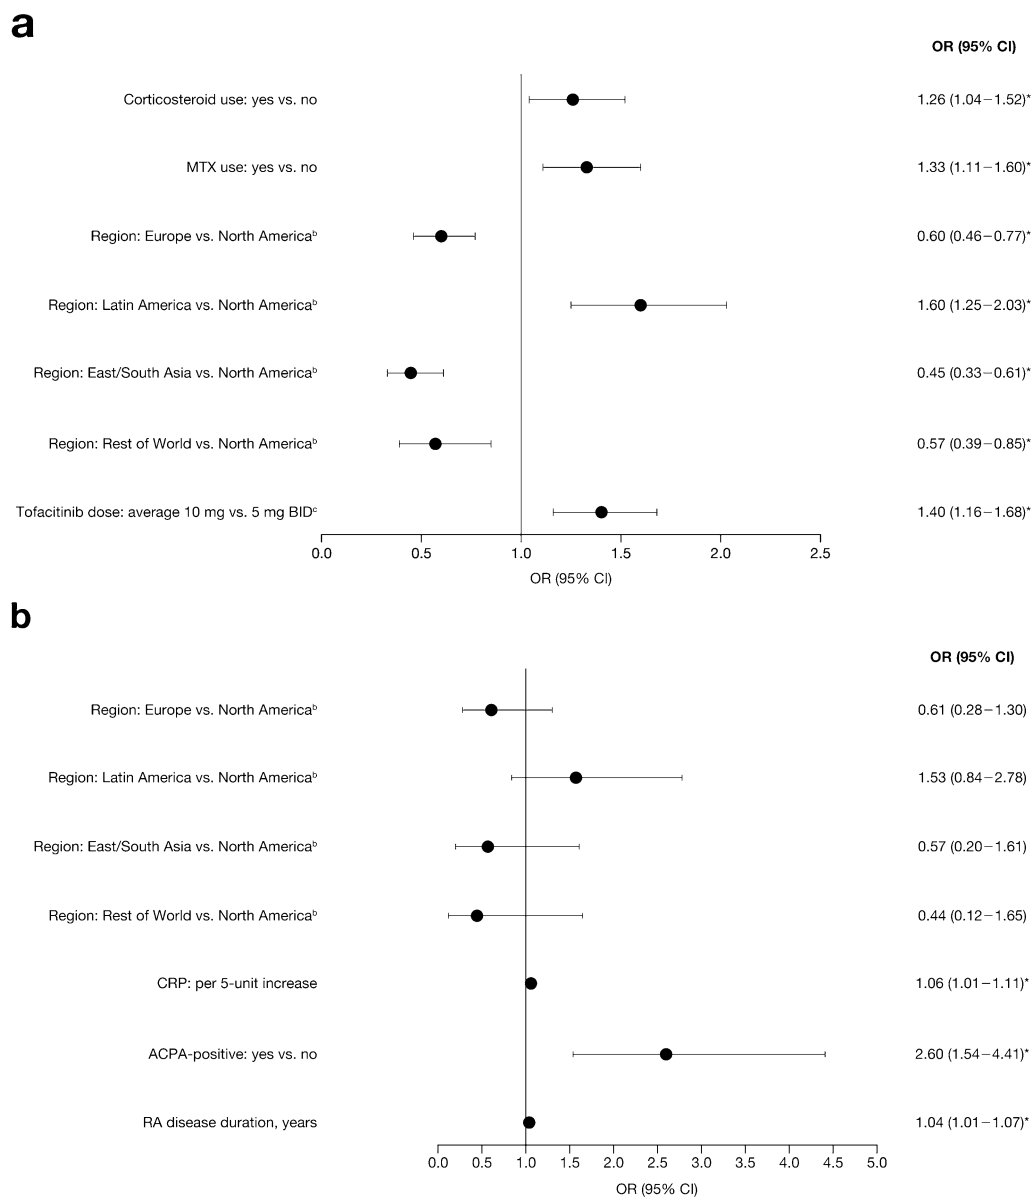 a
OR (95% CI)
Corticosteroid use: yes vs. no 1.26 (1.04–1.52)*
MTX use: yes vs. no 1.33 (1.11–1.60)*
Region: Europe vs. North Americaᵇ 0.60 (0.46–0.77)*
Region: Latin America vs. North Americaᵇ 1.60 (1.25–2.03)*
Region: East/South Asia vs. North Americaᵇ 0.45 (0.33–0.61)*
Region: Rest of World vs. North Americaᵇ 0.57 (0.39–0.85)*
Tofacitinib dose: average 10 mg vs. 5 mg BIDᶜ 1.40 (1.16–1.68)*
0.0 0.5 1.0 1.5 2.0 2.5
OR (95% CI)
b
OR (95% CI)
Region: Europe vs. North Americaᵇ 0.61 (0.28–1.30)
Region: Latin America vs. North Americaᵇ 1.53 (0.84–2.78)
Region: East/South Asia vs. North Americaᵇ 0.57 (0.20–1.61)
Region: Rest of World vs. North Americaᵇ 0.44 (0.12–1.65)
CRP: per 5-unit increase 1.06 (1.01–1.11)*
ACPA-positive: yes vs. no 2.60 (1.54–4.41)*
RA disease duration, years 1.04 (1.01–1.07)*
0.0 0.5 1.0 1.5 2.0 2.5 3.0 3.5 4.0 4.5 5.0
OR (95% CI)